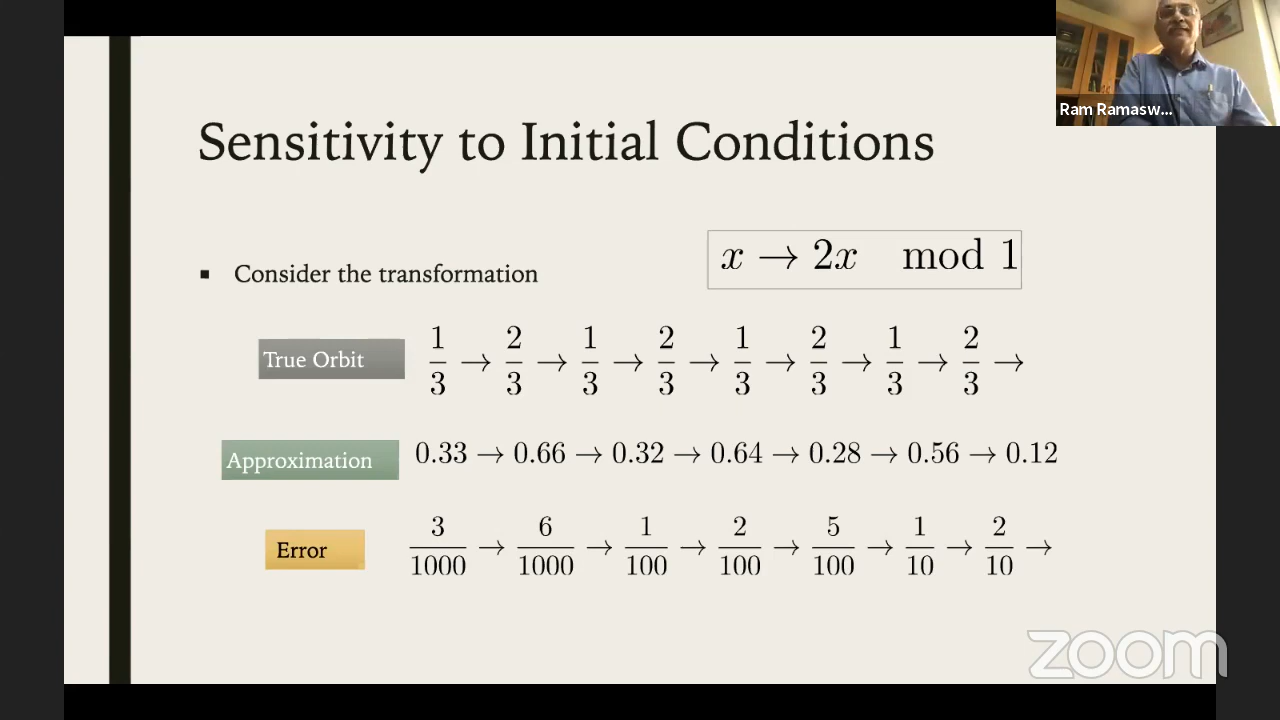 Ram Ramasw...
Sensitivity to Initial Conditions
▪ Consider the transformation
x → 2x mod 1
True Orbit
1/3 → 2/3 → 1/3 → 2/3 → 1/3 → 2/3 → 1/3 → 2/3 →
Approximation
0.33 → 0.66 → 0.32 → 0.64 → 0.28 → 0.56 → 0.12
Error
3/1000 → 6/1000 → 1/100 → 2/100 → 5/100 → 1/10 → 2/10 →
zoom